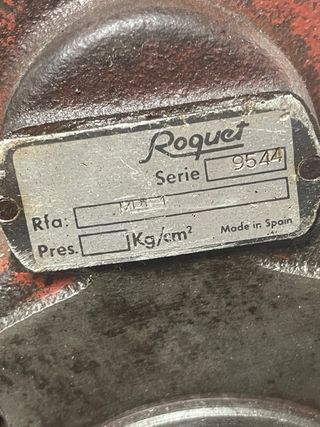 Roquet
Serie 9544
Rfa:
Pres. Kg/cm²
Made in Spain